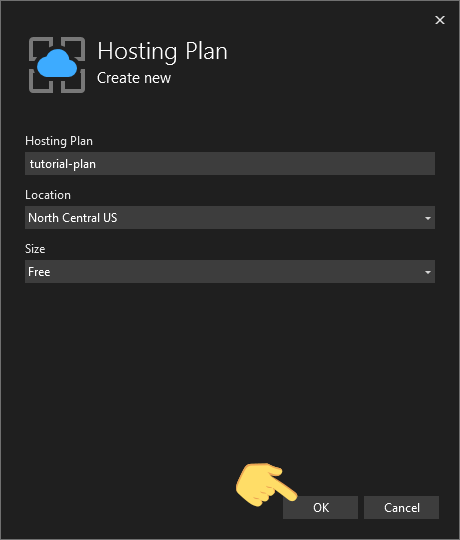 Hosting Plan
Create new
Hosting Plan
tutorial-plan
Location
North Central US
Size
Free
OK
Cancel